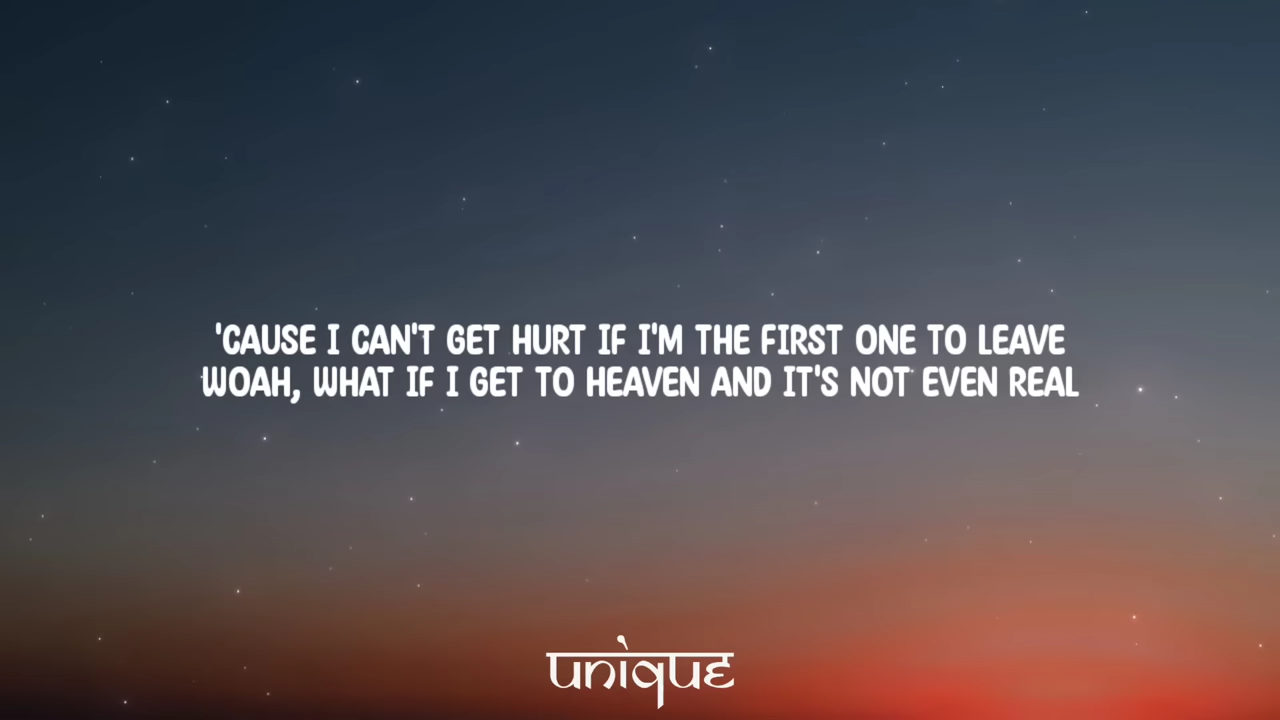 'CAUSE I CAN'T GET HURT IF I'M THE FIRST ONE TO LEAVE
WOAH, WHAT IF I GET TO HEAVEN AND IT'S NOT EVEN REAL
unique